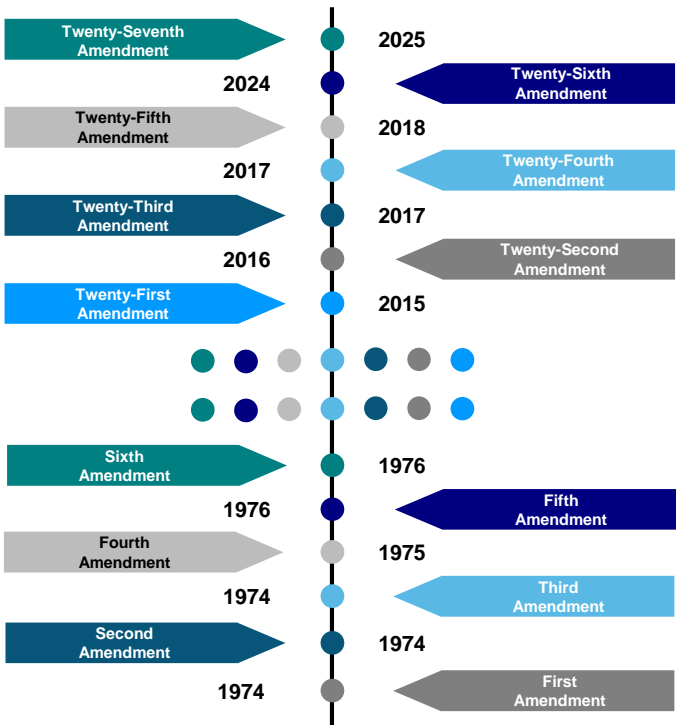 Twenty-Seventh
Amendment
2025
2024
Twenty-Sixth
Amendment
Twenty-Fifth
Amendment
2018
2017
Twenty-Fourth
Amendment
Twenty-Third
Amendment
2017
2016
Twenty-Second
Amendment
Twenty-First
Amendment
2015
Sixth
Amendment
1976
1976
Fifth
Amendment
Fourth
Amendment
1975
1974
Third
Amendment
Second
Amendment
1974
1974
First
Amendment